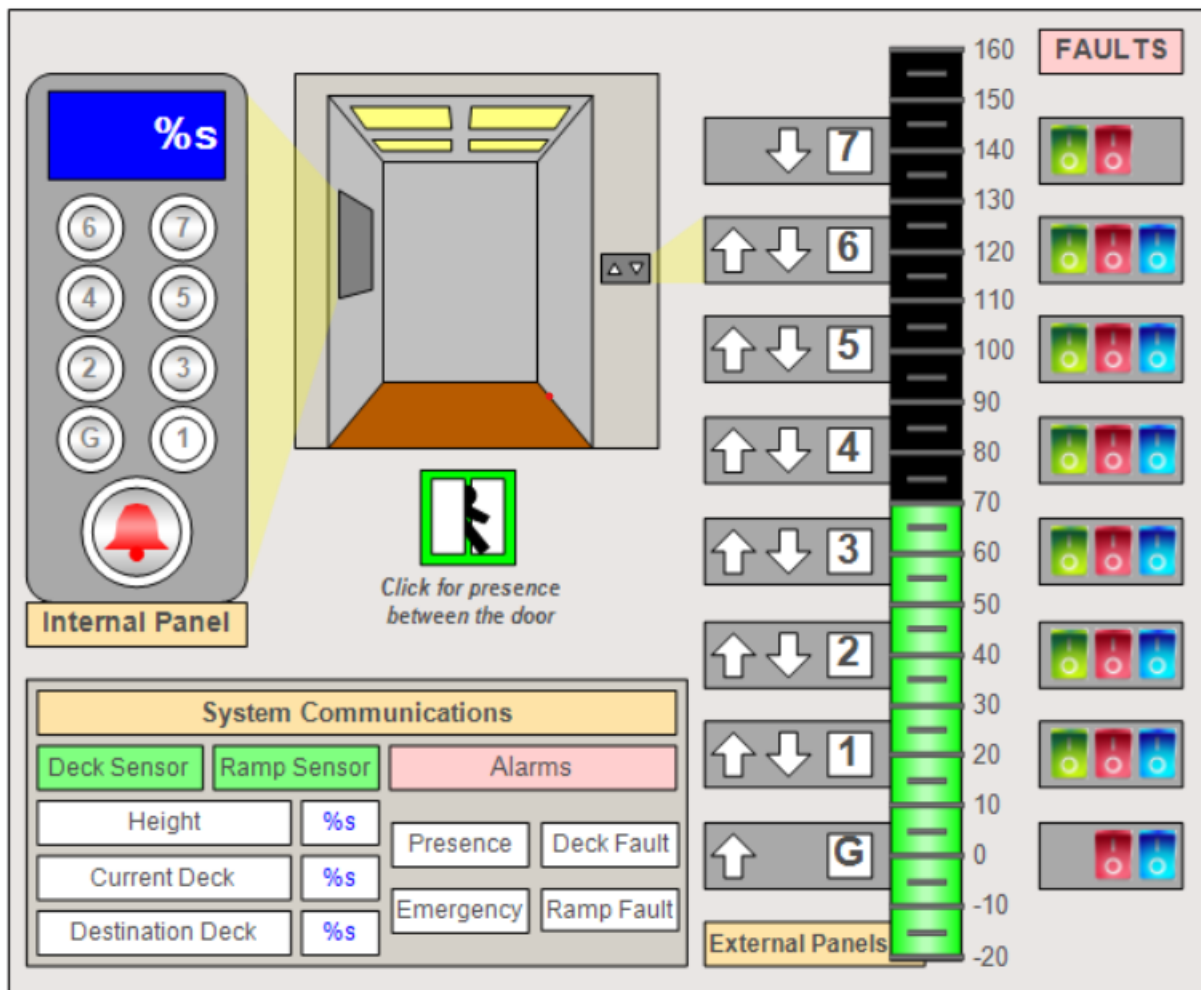 %s
6 7
4 5
2 3
G 1
Internal Panel
Click for presence
between the door
System Communications
Deck Sensor Ramp Sensor Alarms
Height %s
Current Deck %s
Destination Deck %s
Presence Deck Fault
Emergency Ramp Fault
7
6
5
4
3
2
1
G
External Panels
160
150
140
130
120
110
100
90
80
70
60
50
40
30
20
10
0
-10
-20
FAULTS